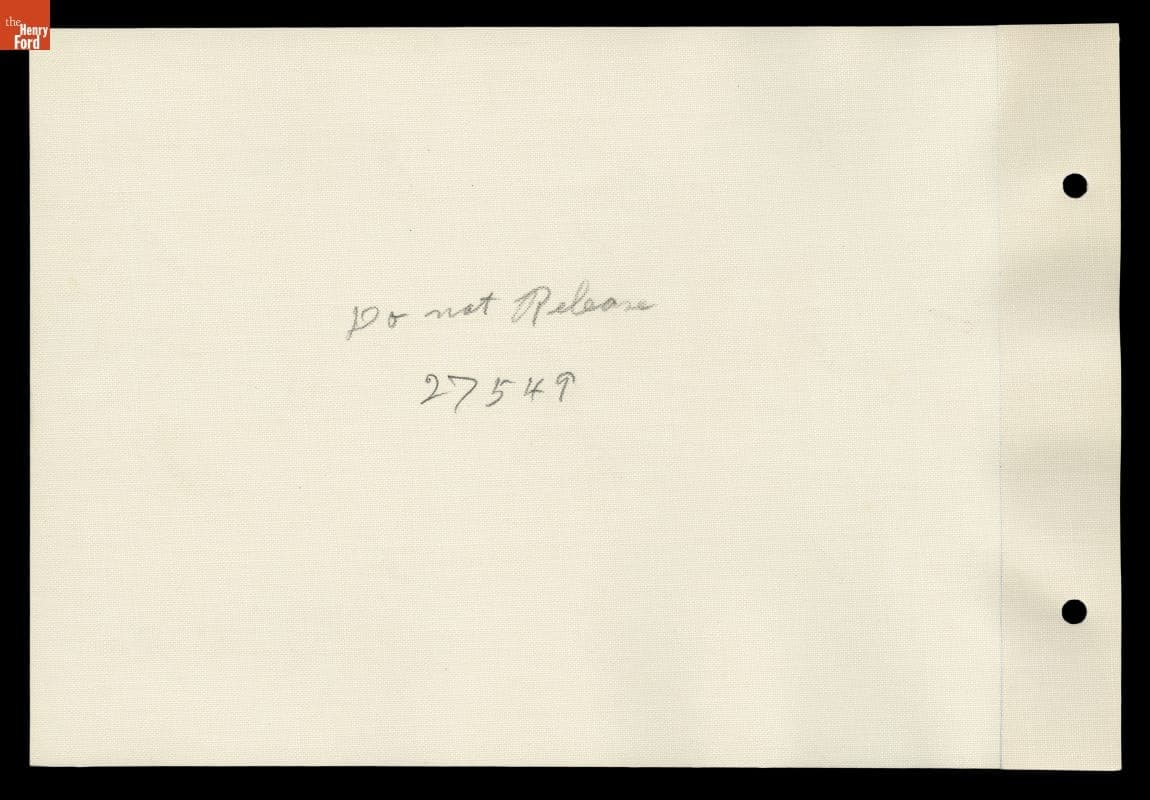 the
Henry
Ford
Do not Release
27549